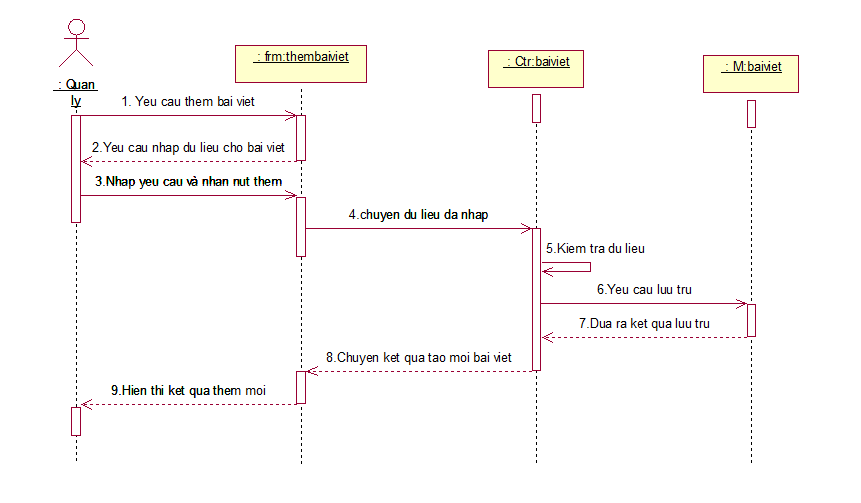 : frm:thembaiviet
: Ctr:baiviet
: M:baiviet
: Quan
ly
1. Yeu cau them bai viet
2.Yeu cau nhap du lieu cho bai viet
3.Nhap yeu cau và nhan nut them
4.chuyen du lieu da nhap
5.Kiem tra du lieu
6.Yeu cau luu tru
7.Dua ra ket qua luu tru
8.Chuyen ket qua tao moi bai viet
9.Hien thi ket qua them moi